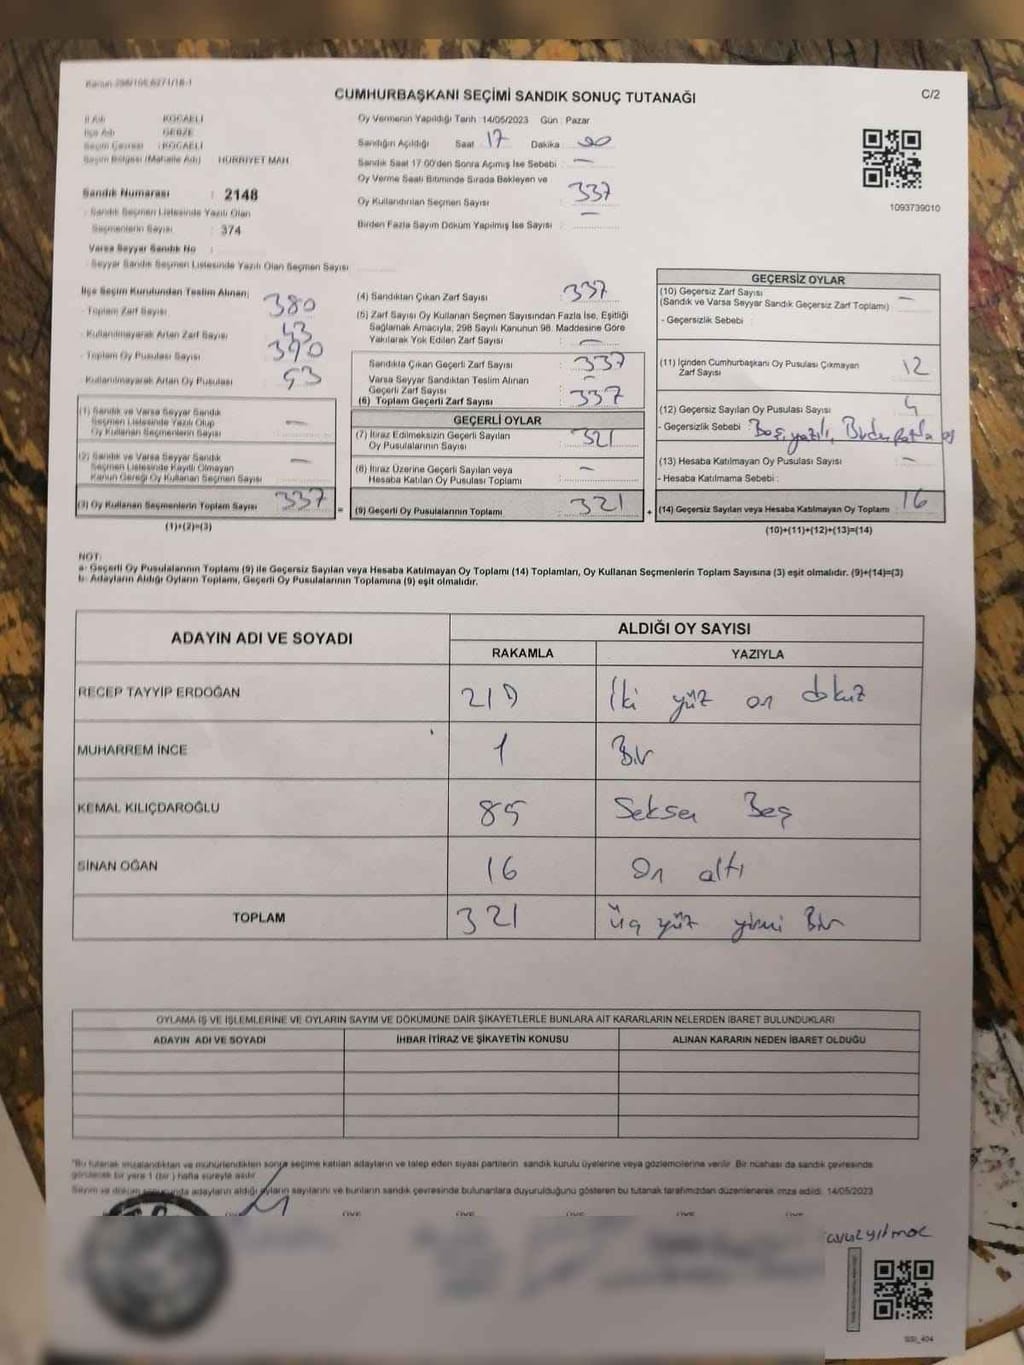 Kanun 298/105,6271/18-1
CUMHURBAŞKANI SEÇİMİ SANDIK SONUÇ TUTANAĞI
C/2
İl Adı : KOCAELİ
İlçe Adı : GEBZE
Seçim Çevresi : KOCAELİ
Seçim Bölgesi (Mahalle Adı) : HÜRRİYET MAH.
Sandık Numarası : 2148
Sandık Seçmen Listesinde Yazılı Olan
Seçmenlerin Sayısı : 374
Varsa Seyyar Sandık No :
Seyyar Sandık Seçmen Listesinde Yazılı Olan Seçmen Sayısı
Oy Vermenin Yapıldığı Tarih : 14/05/2023 Gün : Pazar
Sandığın Açıldığı Saat 17 Dakika 00
Sandık Saat 17:00'den Sonra Açılmış İse Sebebi : —
Oy Verme Saati Bitiminde Sırada Bekleyen ve
Oy Kullandırılan Seçmen Sayısı 337
Birden Fazla Sayım Döküm Yapılmış İse Sayısı : —
1093739010
İlçe Seçim Kurulundan Teslim Alınan;
- Toplam Zarf Sayısı 380
- Kullanılmayarak Artan Zarf Sayısı 43
- Toplam Oy Pusulası Sayısı 390
- Kullanılmayarak Artan Oy Pusulası 53
(1) Sandık ve Varsa Seyyar Sandık
Seçmen Listesinde Yazılı Olup
Oy Kullanan Seçmenlerin Sayısı —
(2) Sandık ve Varsa Seyyar Sandık
Seçmen Listesinde Kayıtlı Olmayan
Kanun Gereği Oy Kullanan Seçmen Sayısı —
(3) Oy Kullanan Seçmenlerin Toplam Sayısı 337
(1)+(2)=(3)
(4) Sandıktan Çıkan Zarf Sayısı : 337
(5) Zarf Sayısı Oy Kullanan Seçmen Sayısından Fazla İse, Eşitliği
Sağlamak Amacıyla, 298 Sayılı Kanunun 98. Maddesine Göre
Yakılarak Yok Edilen Zarf Sayısı : —
Sandıkta Çıkan Geçerli Zarf Sayısı : 337
Varsa Seyyar Sandıktan Teslim Alınan
Geçerli Zarf Sayısı : —
(6) Toplam Geçerli Zarf Sayısı : 337
GEÇERLİ OYLAR
(7) İtiraz Edilmeksizin Geçerli Sayılan
Oy Pusulalarının Sayısı : 321
(8) İtiraz Üzerine Geçerli Sayılan veya
Hesaba Katılan Oy Pusulası Toplamı : —
= (9) Geçerli Oy Pusulalarının Toplamı : 321
GEÇERSİZ OYLAR
(10) Geçersiz Zarf Sayısı : —
(Sandık ve Varsa Seyyar Sandık Geçersiz Zarf Toplamı)
- Geçersizlik Sebebi :
(11) İçinden Cumhurbaşkanı Oy Pusulası Çıkmayan
Zarf Sayısı : 12
(12) Geçersiz Sayılan Oy Pusulası Sayısı : 4
- Geçersizlik Sebebi : Boş, yazılı, Birden fazla oy
(13) Hesaba Katılmayan Oy Pusulası Sayısı : —
- Hesaba Katılmama Sebebi :
+ (14) Geçersiz Sayılan veya Hesaba Katılmayan Oy Toplamı : 16
(10)+(11)+(12)+(13)=(14)
NOT:
a- Geçerli Oy Pusulalarının Toplamı (9) ile Geçersiz Sayılan veya Hesaba Katılmayan Oy Toplamı (14) Toplamları, Oy Kullanan Seçmenlerin Toplam Sayısına (3) eşit olmalıdır. (9)+(14)=(3)
b- Adayların Aldığı Oyların Toplamı, Geçerli Oy Pusulalarının Toplamına (9) eşit olmalıdır.
ADAYIN ADI VE SOYADI
ALDIĞI OY SAYISI
RAKAMLA YAZIYLA
RECEP TAYYİP ERDOĞAN 219 İki yüz on dokuz
MUHARREM İNCE 1 Bir
KEMAL KILIÇDAROĞLU 85 Seksen Beş
SİNAN OĞAN 16 On altı
TOPLAM 321 üç yüz yirmi Bir
OYLAMA İŞ VE İŞLEMLERİNE VE OYLARIN SAYIM VE DÖKÜMÜNE DAİR ŞİKAYETLERLE BUNLARA AİT KARARLARIN NELERDEN İBARET BULUNDUKLARI
ADAYIN ADI VE SOYADI İHBAR İTİRAZ VE ŞİKAYETİN KONUSU ALINAN KARARIN NEDEN İBARET OLDUĞU
"Bu tutanak imzalandıktan ve mühürlendikten sonra seçime katılan adayların ve talep eden siyasi partilerin sandık kurulu üyelerine veya gözlemcilerine verilir. Bir nüshası da sandık çevresinde
görülecek bir yere 1 (bir) hafta süreyle asılır.
Sayım ve döküm sonucunda adayların aldığı oyların sayılarını ve bunların sandık çevresinde bulunanlara duyurulduğunu gösteren bu tutanak tarafımızdan düzenlenerek imza edildi. 14/05/2023
ÜYE ÜYE ÜYE ÜYE ÜYE